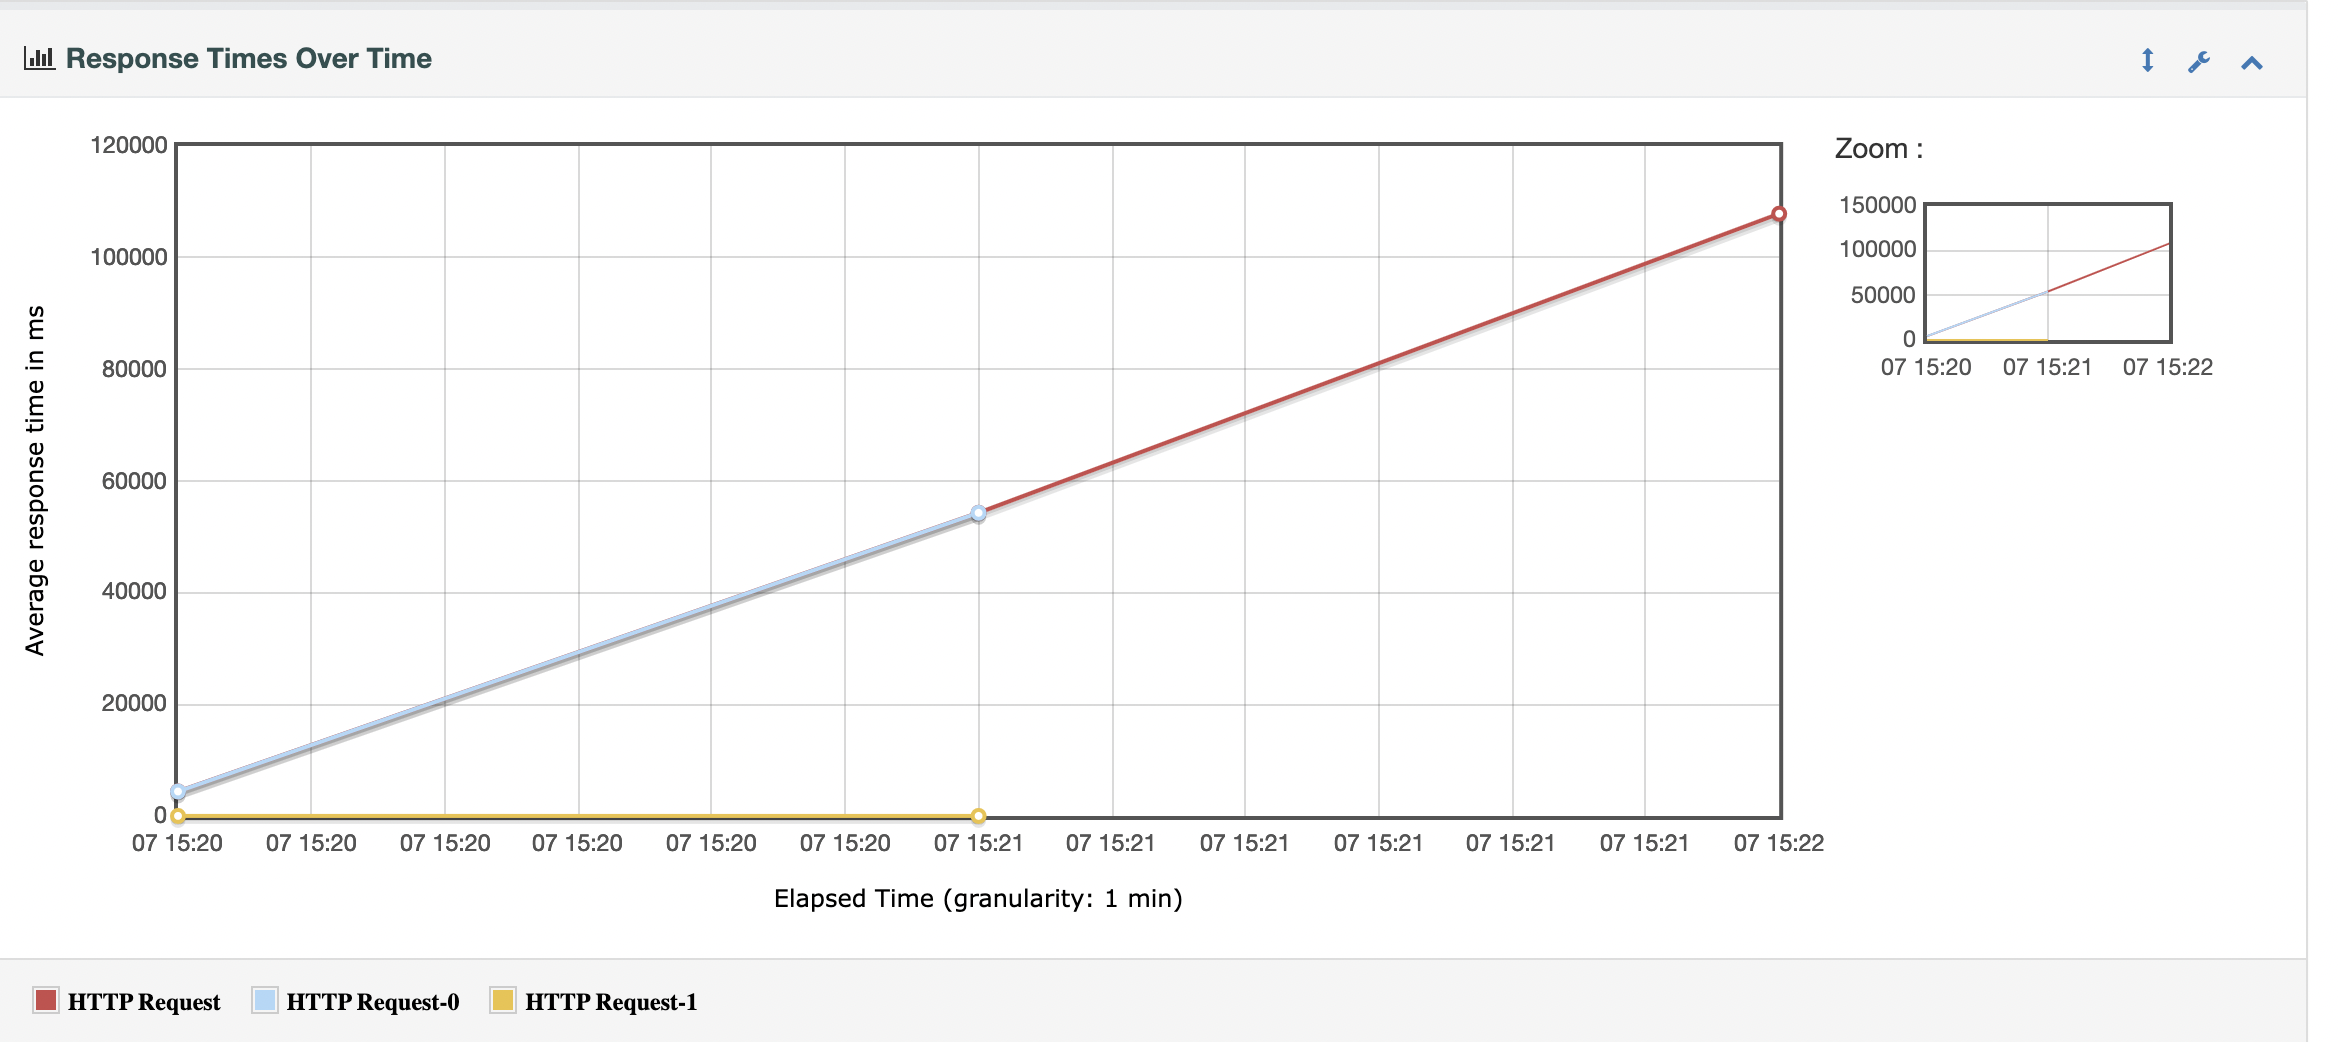 Response Times Over Time
120000
100000
80000
60000
40000
20000
0
Average response time in ms
07 15:20 07 15:20 07 15:20 07 15:20 07 15:20 07 15:20 07 15:21 07 15:21 07 15:21 07 15:21 07 15:21 07 15:21 07 15:22
Elapsed Time (granularity: 1 min)
Zoom :
150000
100000
50000
0
07 15:20 07 15:21 07 15:22
HTTP Request HTTP Request-0 HTTP Request-1